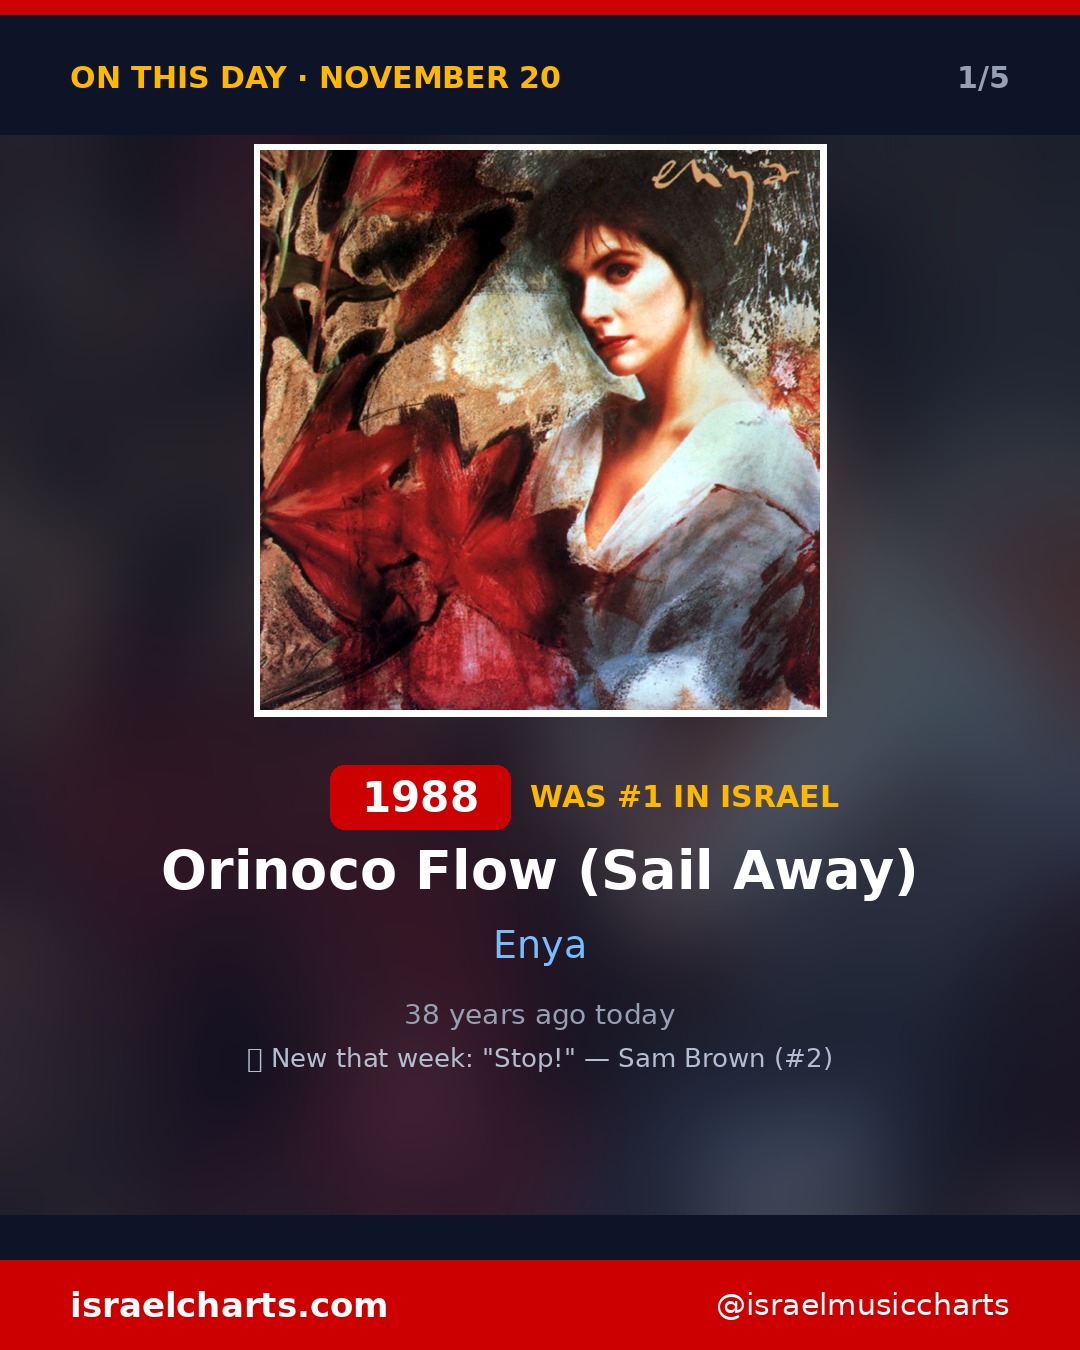 ON THIS DAY · NOVEMBER 20
1/5
enya
1988
WAS #1 IN ISRAEL
Orinoco Flow (Sail Away)
Enya
38 years ago today
New that week: "Stop!" — Sam Brown (#2)
israelcharts.com
@israelmusiccharts